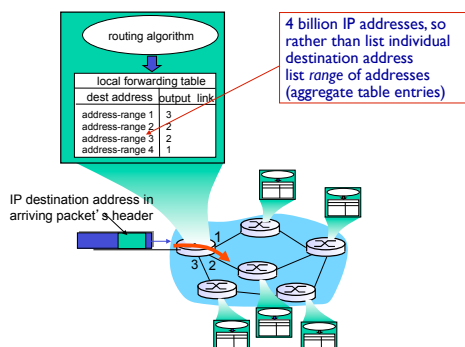 routing algorithm
local forwarding table
dest address output link
address-range 1 3
address-range 2 2
address-range 3 2
address-range 4 1
4 billion IP addresses, so
rather than list individual
destination address
list range of addresses
(aggregate table entries)
IP destination address in
arriving packet's header
1
3 2